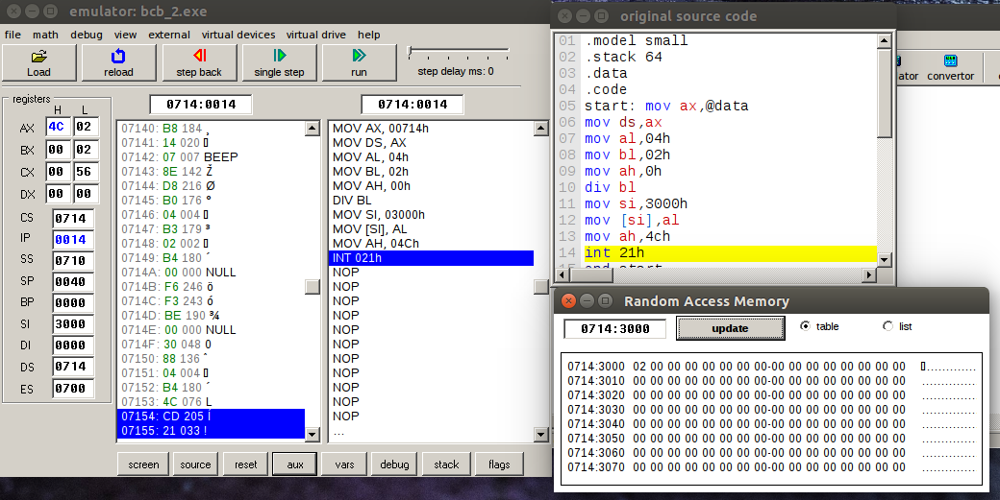 emulator: bcb_2.exe
file math debug view external virtual devices virtual drive help
Load reload step back single step run step delay ms: 0
registers
H L
AX 4C 02
BX 00 02
CX 00 56
DX 00 00
CS 0714
IP 0014
SS 0710
SP 0040
BP 0000
SI 3000
DI 0000
DS 0714
ES 0700
0714:0014
07140: B8 184 ¸
07141: 14 020
07142: 07 007 BEEP
07143: 8E 142 Ž
07144: D8 216 Ø
07145: B0 176 °
07146: 04 004
07147: B3 179 ³
07148: 02 002
07149: B4 180 ´
0714A: 00 000 NULL
0714B: F6 246 ö
0714C: F3 243 ó
0714D: BE 190 ¾
0714E: 00 000 NULL
0714F: 30 048 0
07150: 88 136 ˆ
07151: 04 004
07152: B4 180 ´
07153: 4C 076 L
07154: CD 205 Í
07155: 21 033 !
0714:0014
MOV AX, 00714h
MOV DS, AX
MOV AL, 04h
MOV BL, 02h
MOV AH, 00h
DIV BL
MOV SI, 03000h
MOV [SI], AL
MOV AH, 04Ch
INT 021h
NOP
NOP
NOP
NOP
NOP
NOP
NOP
NOP
NOP
NOP
NOP
...
screen source reset aux vars debug stack flags
original source code
01 .model small
02 .stack 64
03 .data
04 .code
05 start: mov ax,@data
06 mov ds,ax
07 mov al,04h
08 mov bl,02h
09 mov ah,0h
10 div bl
11 mov si,3000h
12 mov [si],al
13 mov ah,4ch
14 int 21h
15 end start
ator convertor
Random Access Memory
0714:3000 update table list
0714:3000 02 00 00 00 00 00 00 00-00 00 00 00 00 00 00 00 .............
0714:3010 00 00 00 00 00 00 00 00-00 00 00 00 00 00 00 00 ................
0714:3020 00 00 00 00 00 00 00 00-00 00 00 00 00 00 00 00 ................
0714:3030 00 00 00 00 00 00 00 00-00 00 00 00 00 00 00 00 ................
0714:3040 00 00 00 00 00 00 00 00-00 00 00 00 00 00 00 00 ................
0714:3050 00 00 00 00 00 00 00 00-00 00 00 00 00 00 00 00 ................
0714:3060 00 00 00 00 00 00 00 00-00 00 00 00 00 00 00 00 ................
0714:3070 00 00 00 00 00 00 00 00-00 00 00 00 00 00 00 00 ................